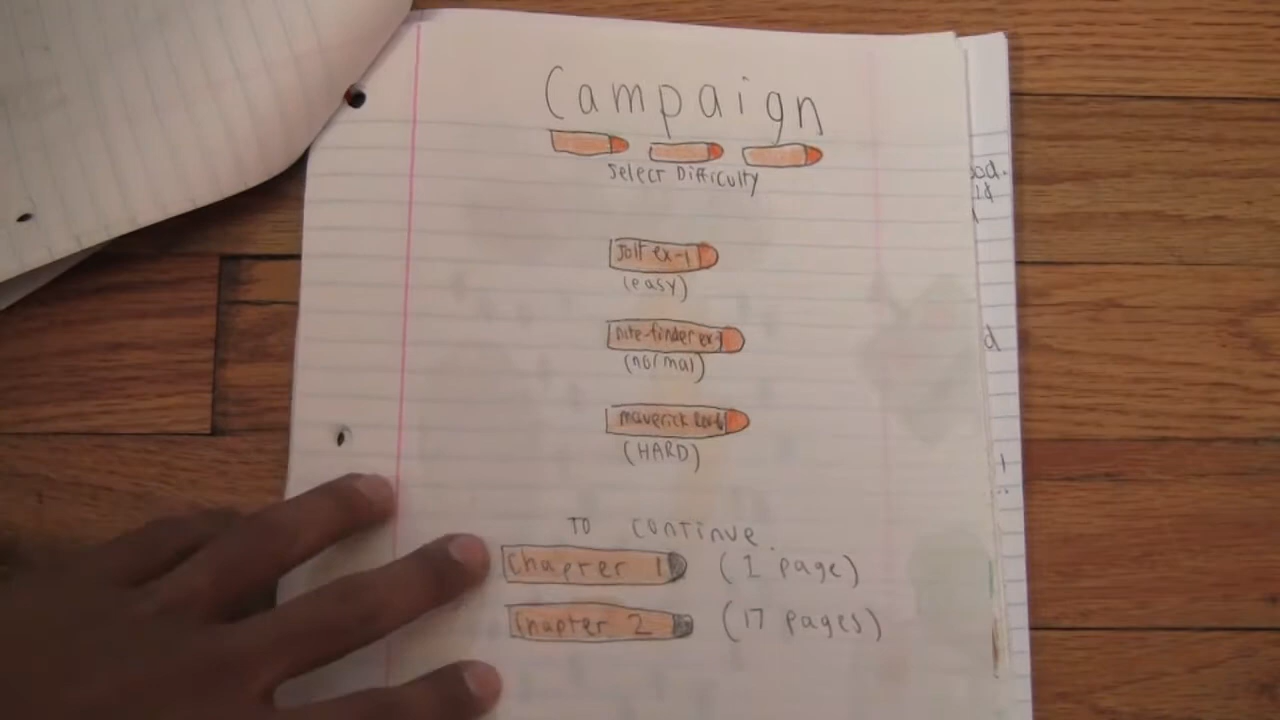 Campaign
Select Difficulty
Jolt ex-1
(easy)
nite-finder ex-3
(normal)
maverick rev-6
(HARD)
TO CONTINUE.
Chapter 1 (1 page)
Chapter 2 (17 pages)
ood.
d